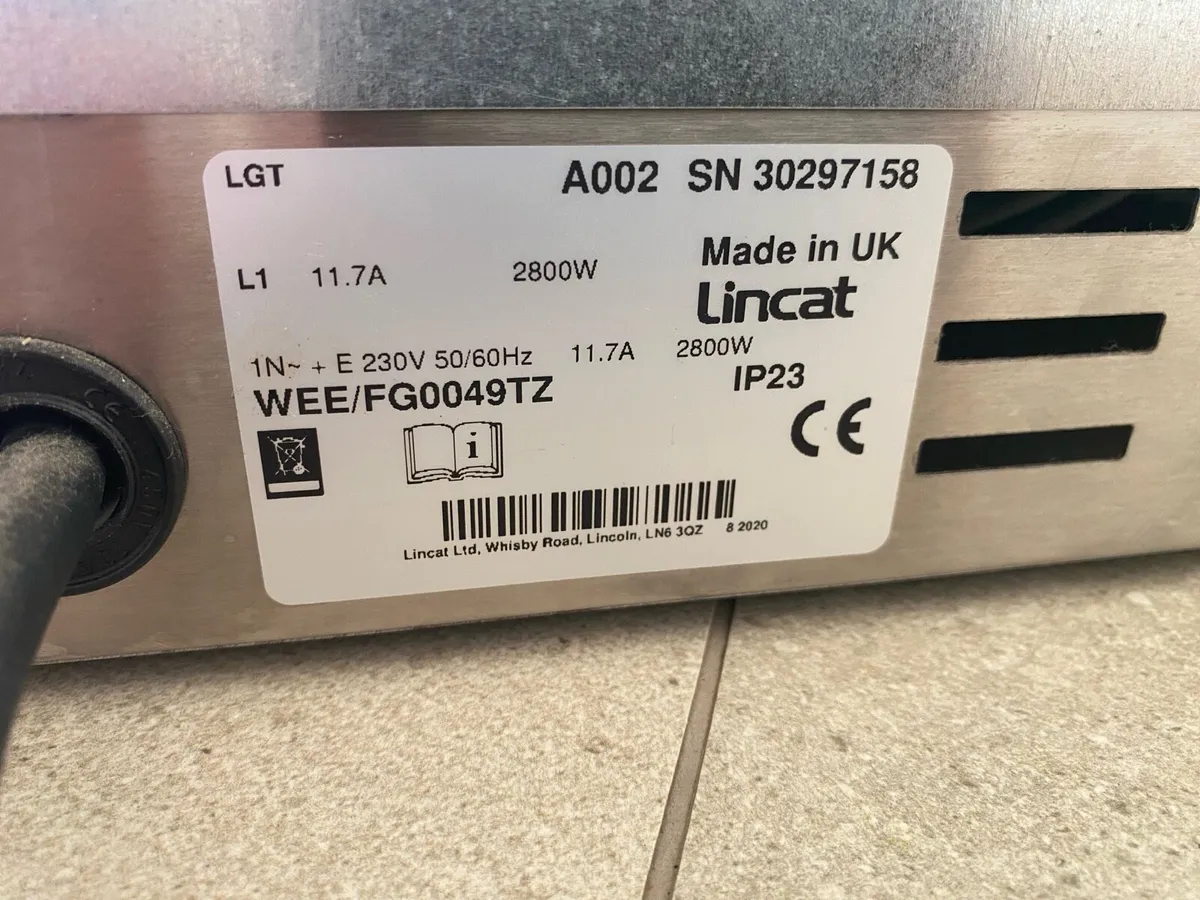 LGT A002 SN 30297158
Made in UK
L1 11.7A 2800W
Lincat
1N~ + E 230V 50/60Hz 11.7A 2800W
WEE/FG0049TZ IP23
i
CE
Lincat Ltd, Whisby Road, Lincoln, LN6 3QZ 8 2020